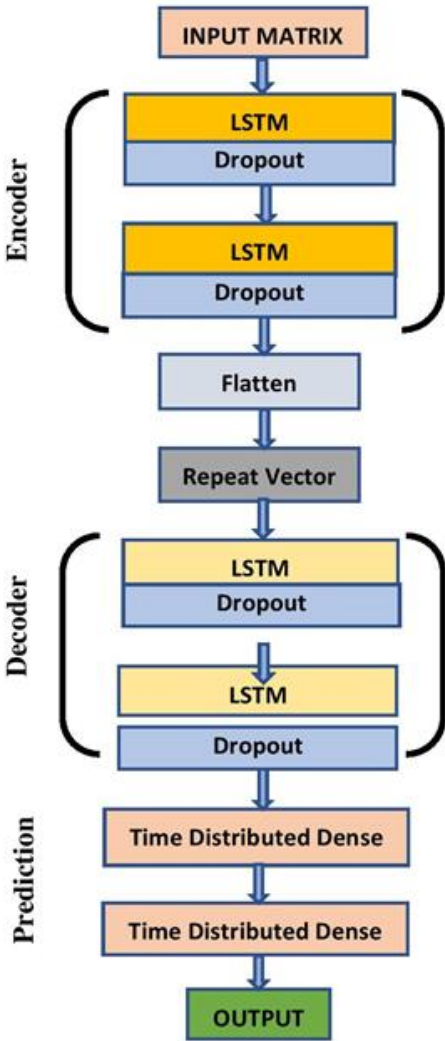 INPUT MATRIX
Encoder
LSTM
Dropout
LSTM
Dropout
Flatten
Repeat Vector
Decoder
LSTM
Dropout
LSTM
Dropout
Prediction
Time Distributed Dense
Time Distributed Dense
OUTPUT